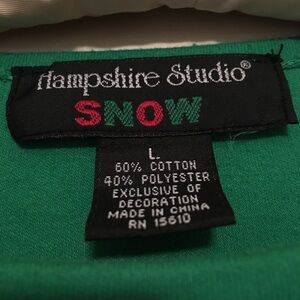 Hampshire Studio®
SNOW
L
60% COTTON
40% POLYESTER
EXCLUSIVE OF
DECORATION
MADE IN CHINA
RN 15610